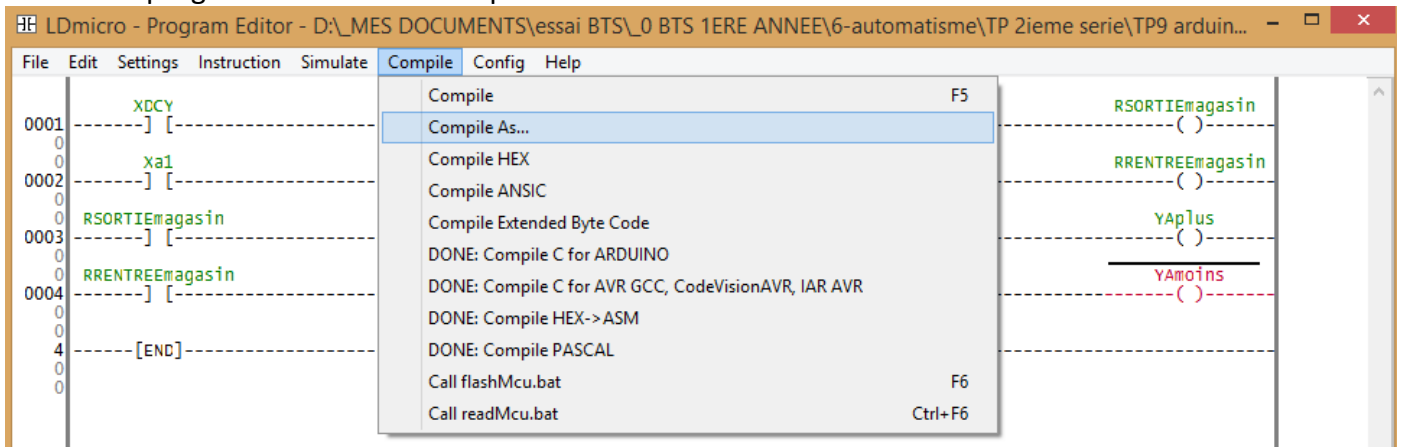 LDmicro - Program Editor - D:\_MES DOCUMENTS\essai BTS\_0 BTS 1ERE ANNEE\6-automatisme\TP 2ieme serie\TP9 arduin...
File Edit Settings Instruction Simulate Compile Config Help
Compile F5
Compile As...
Compile HEX
Compile ANSIC
Compile Extended Byte Code
DONE: Compile C for ARDUINO
DONE: Compile C for AVR GCC, CodeVisionAVR, IAR AVR
DONE: Compile HEX->ASM
DONE: Compile PASCAL
Call flashMcu.bat F6
Call readMcu.bat Ctrl+F6
XDCY RSORTIEmagasin
0001 -------] [------------------- ---------------( )-------
0
0 Xa1 RRENTREEmagasin
0002 -------] [------------------- ---------------( )-------
0
0 RSORTIEmagasin YAplus
0003 -------] [------------------- ---------------( )-------
0
0 RRENTREEmagasin YAmoins
0004 -------] [------------------- ---------------( )-------
0
0
4 ------[END]------------------- -------------------------
0
0